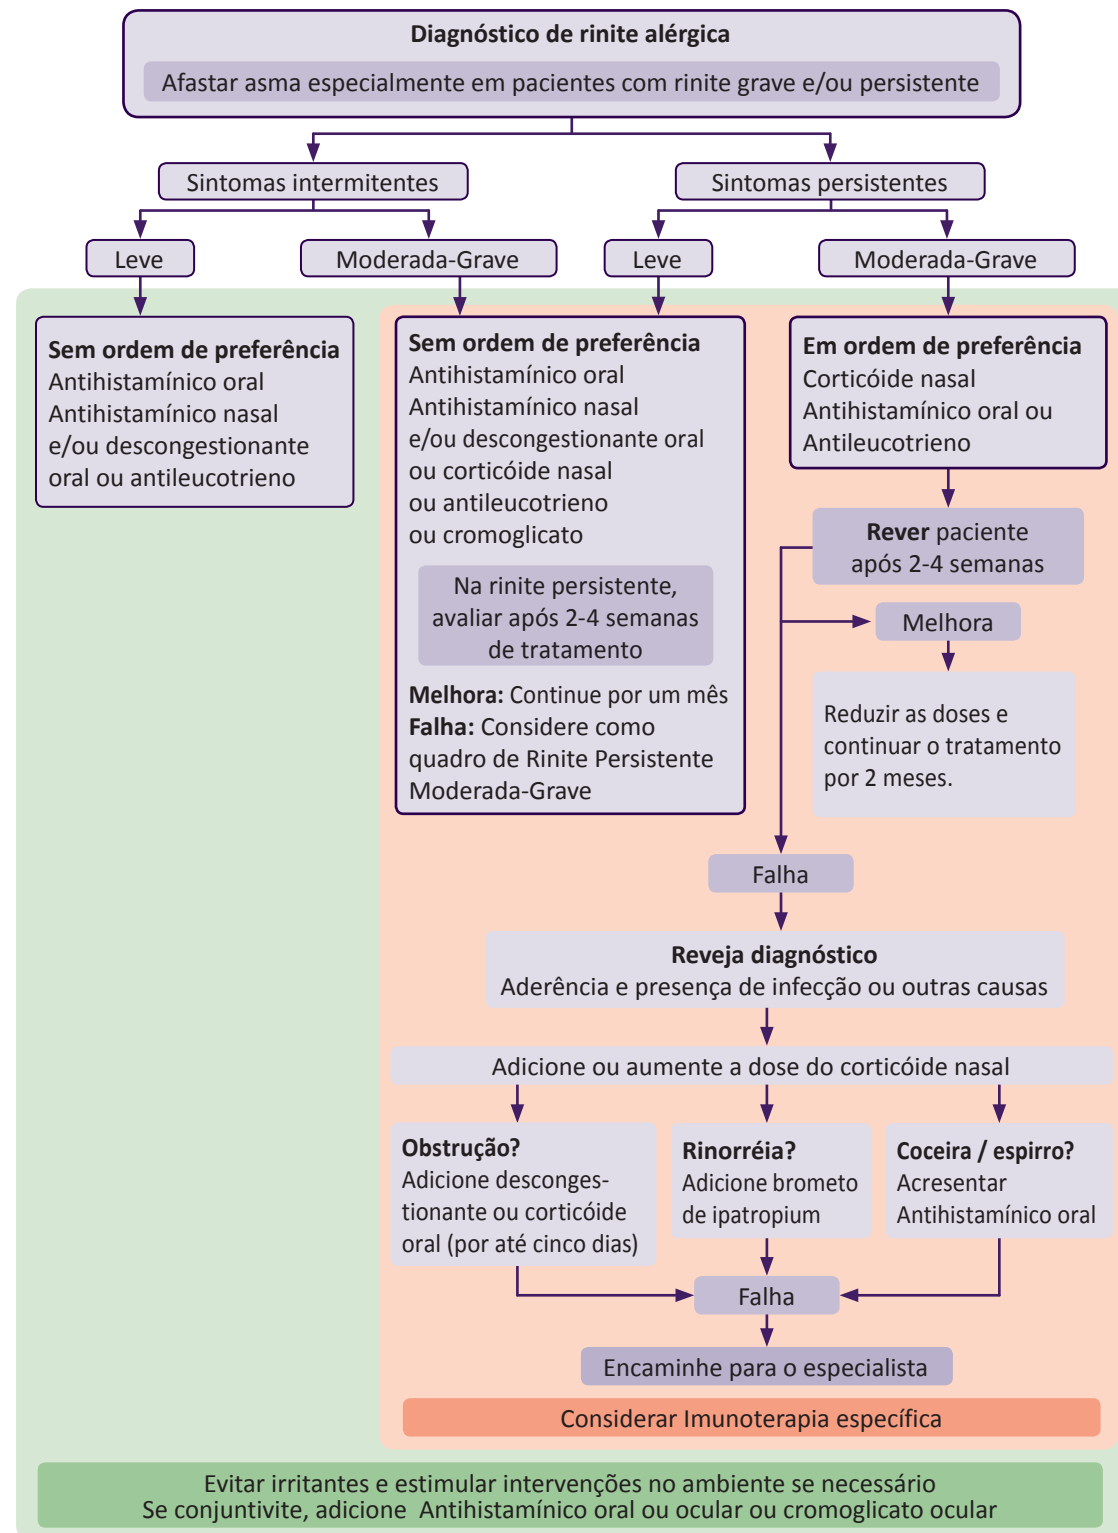 Diagnóstico de rinite alérgica
Afastar asma especialmente em pacientes com rinite grave e/ou persistente
Sintomas intermitentes
Sintomas persistentes
Leve
Moderada-Grave
Leve
Moderada-Grave
Sem ordem de preferência
Antihistamínico oral
Antihistamínico nasal
e/ou descongestionante
oral ou antileucotrieno
Sem ordem de preferência
Antihistamínico oral
Antihistamínico nasal
e/ou descongestionante oral
ou corticóide nasal
ou antileucotrieno
ou cromoglicato
Na rinite persistente,
avaliar após 2-4 semanas
de tratamento
Melhora: Continue por um mês
Falha: Considere como
quadro de Rinite Persistente
Moderada-Grave
Em ordem de preferência
Corticóide nasal
Antihistamínico oral ou
Antileucotrieno
Rever paciente
após 2-4 semanas
Melhora
Reduzir as doses e
continuar o tratamento
por 2 meses.
Falha
Reveja diagnóstico
Aderência e presença de infecção ou outras causas
Adicione ou aumente a dose do corticóide nasal
Obstrução?
Adicione desconges-
tionante ou corticóide
oral (por até cinco dias)
Rinorréia?
Adicione brometo
de ipatropium
Coceira / espirro?
Acresentar
Antihistamínico oral
Falha
Encaminhe para o especialista
Considerar Imunoterapia específica
Evitar irritantes e estimular intervenções no ambiente se necessário
Se conjuntivite, adicione Antihistamínico oral ou ocular ou cromoglicato ocular